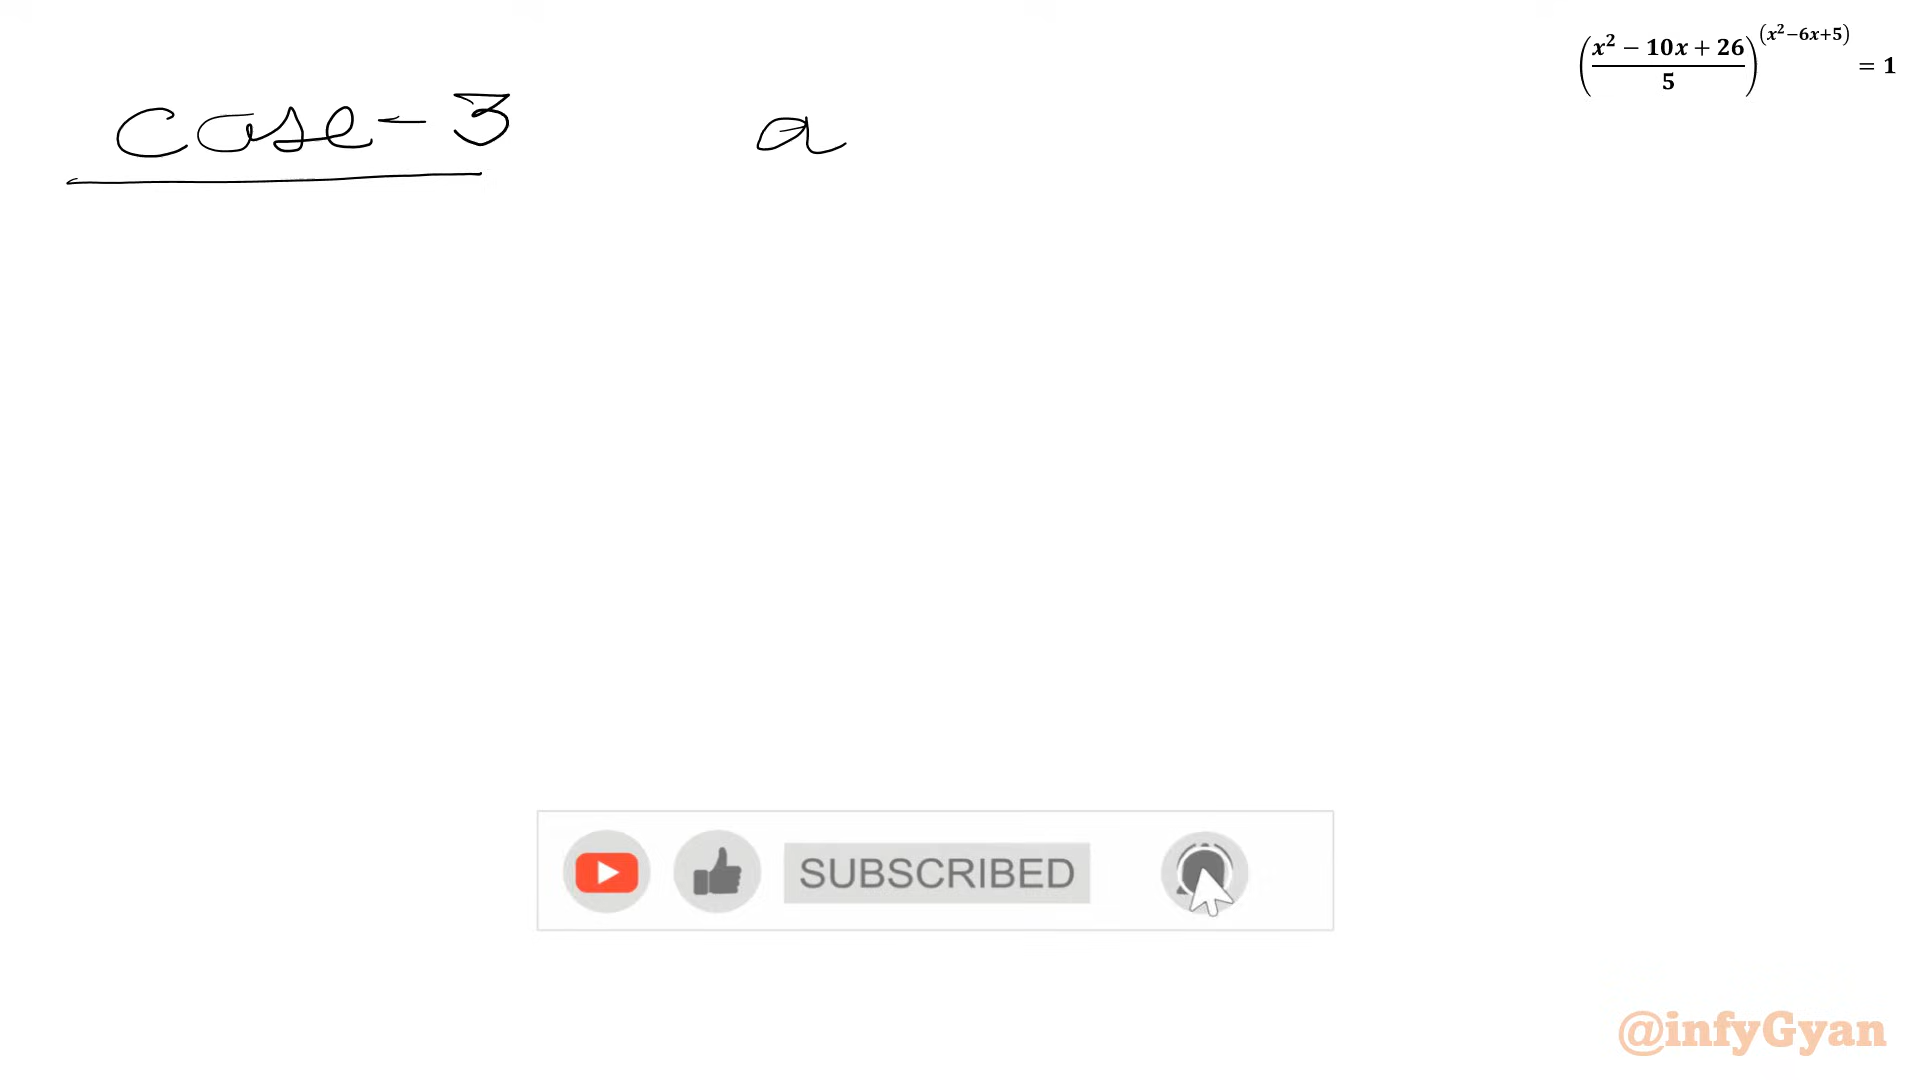 case-3 a
(x² − 10x + 26 / 5)^(x²−6x+5) = 1
SUBSCRIBED
@infyGyan